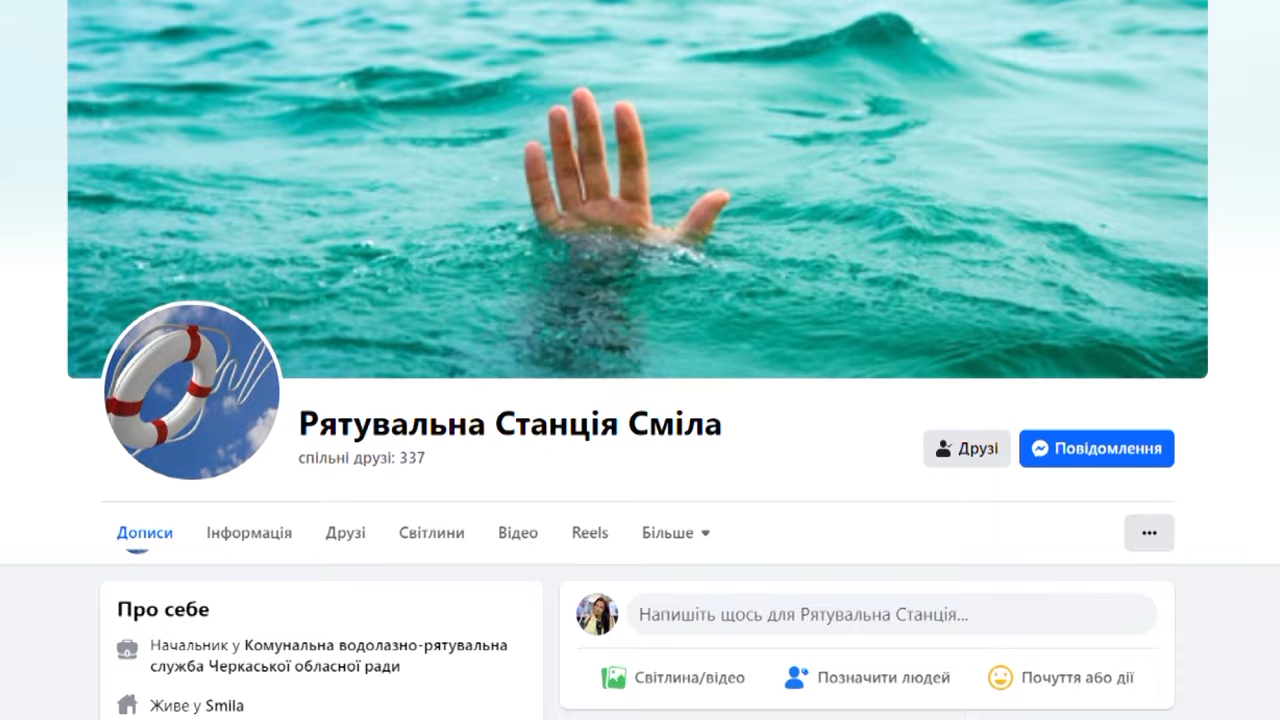 Рятувальна Станція Сміла
спільні друзі: 337
Друзі
Повідомлення
Дописи
Інформація
Друзі
Світлини
Відео
Reels
Більше
Про себе
Начальник у Комунальна водолазно-рятувальна
служба Черкаської обласної ради
Живе у Smila
Напишіть щось для Рятувальна Станція...
Світлина/відео
Позначити людей
Почуття або дії